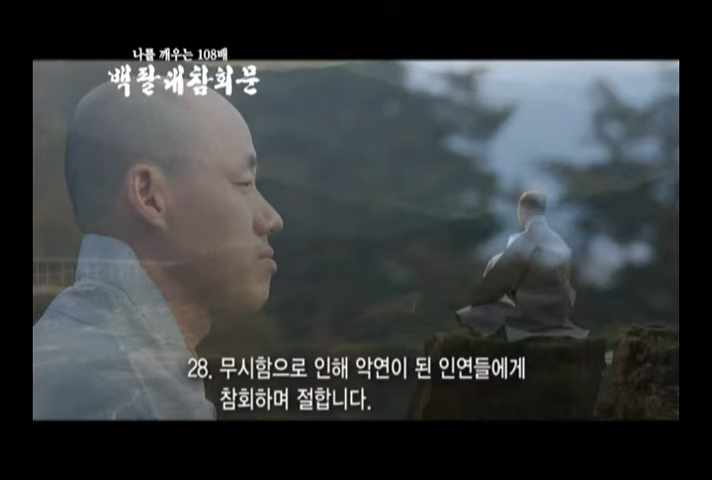 나를 깨우는 108배
백팔대참회문
28. 무시함으로 인해 악연이 된 인연들에게
참회하며 절합니다.